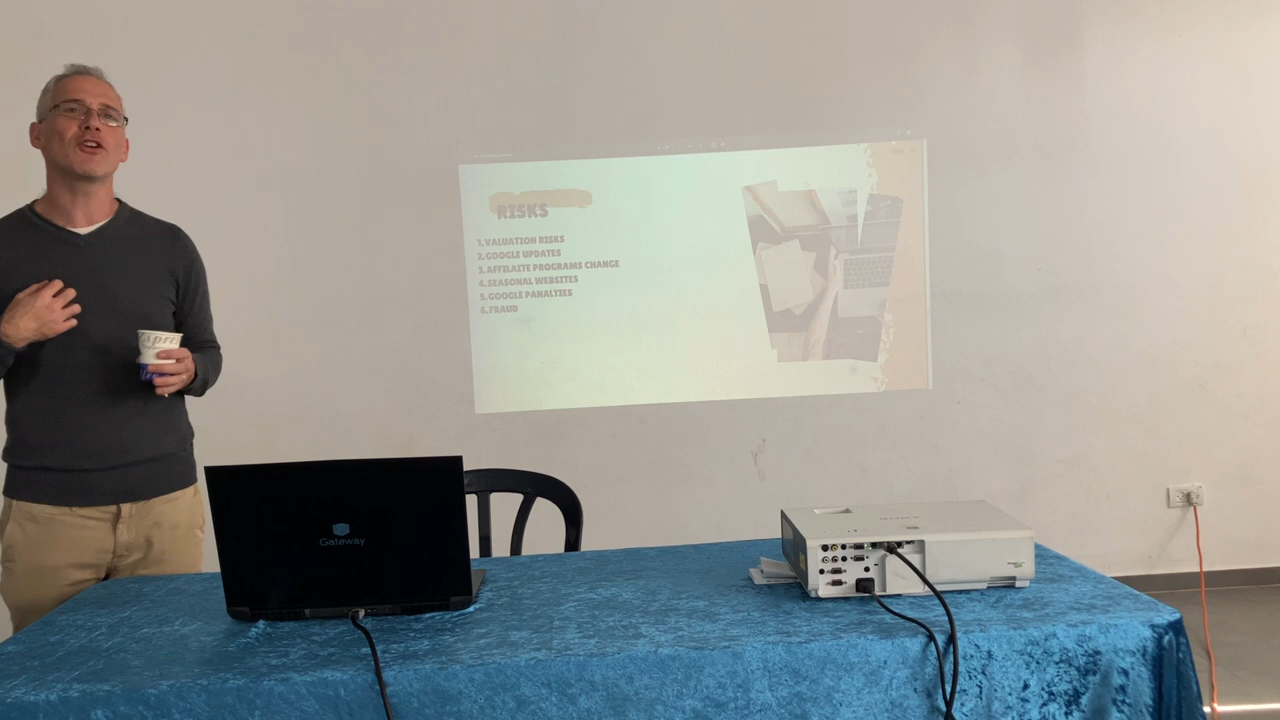 RISKS
1. VALUATION RISKS
2. GOOGLE UPDATES
3. AFFILAITE PROGRAMS CHANGE
4. SEASONAL WEBSITES
5. GOOGLE PANALTIES
6. FRAUD
Gateway